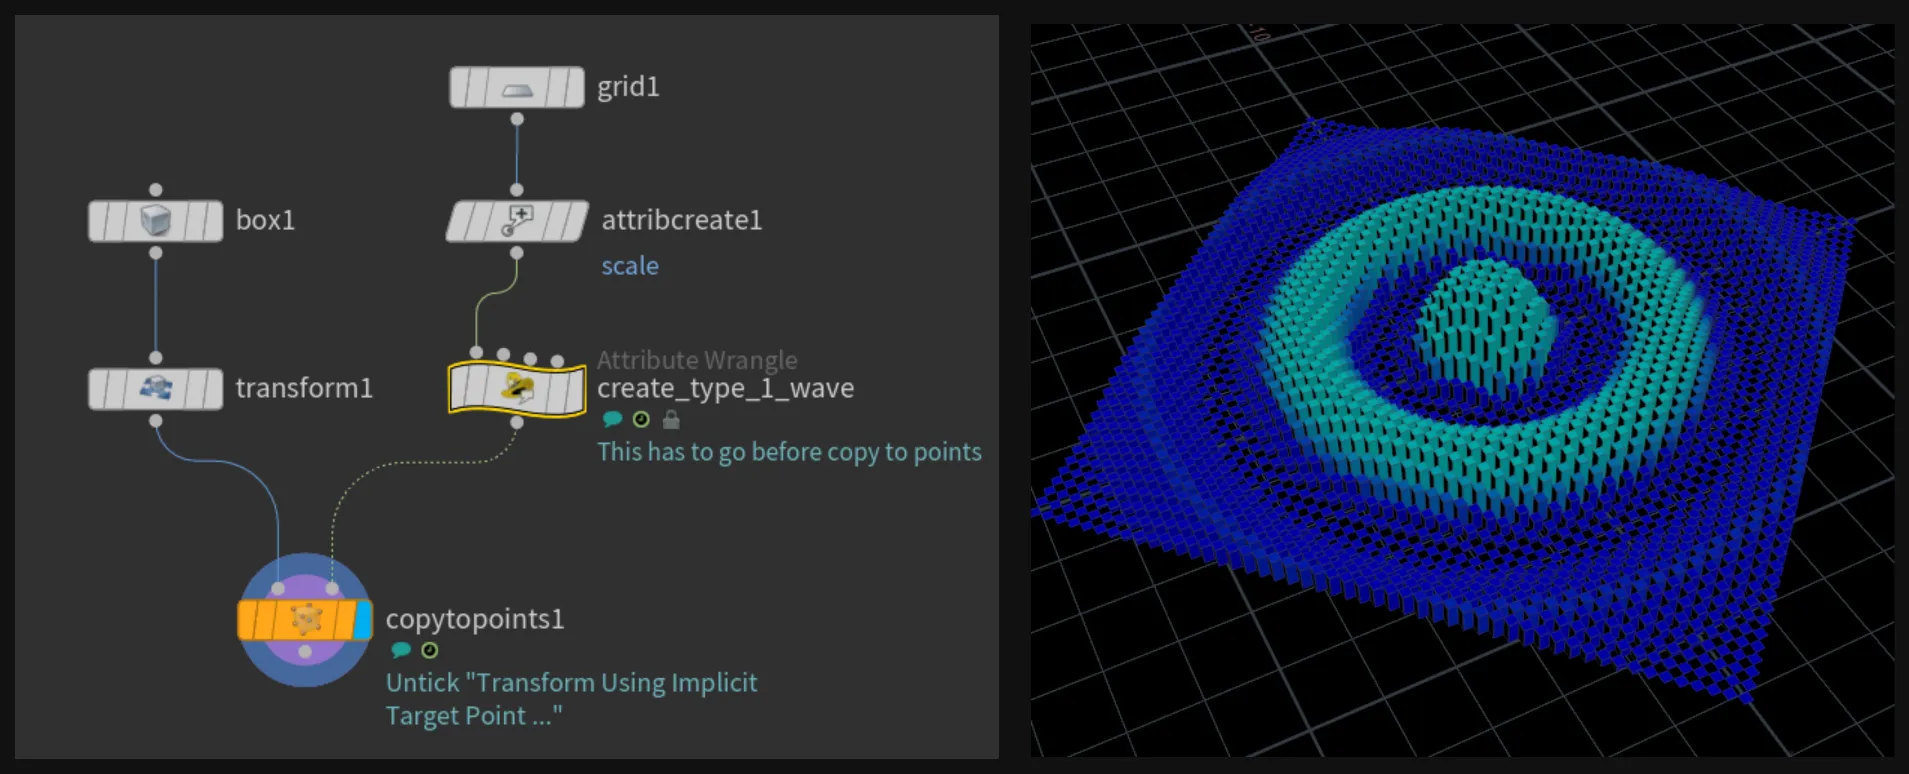 grid1
box1
attribcreate1
scale
Attribute Wrangle
transform1
create_type_1_wave
This has to go before copy to points
copytopoints1
Untick "Transform Using Implicit
Target Point ..."
10